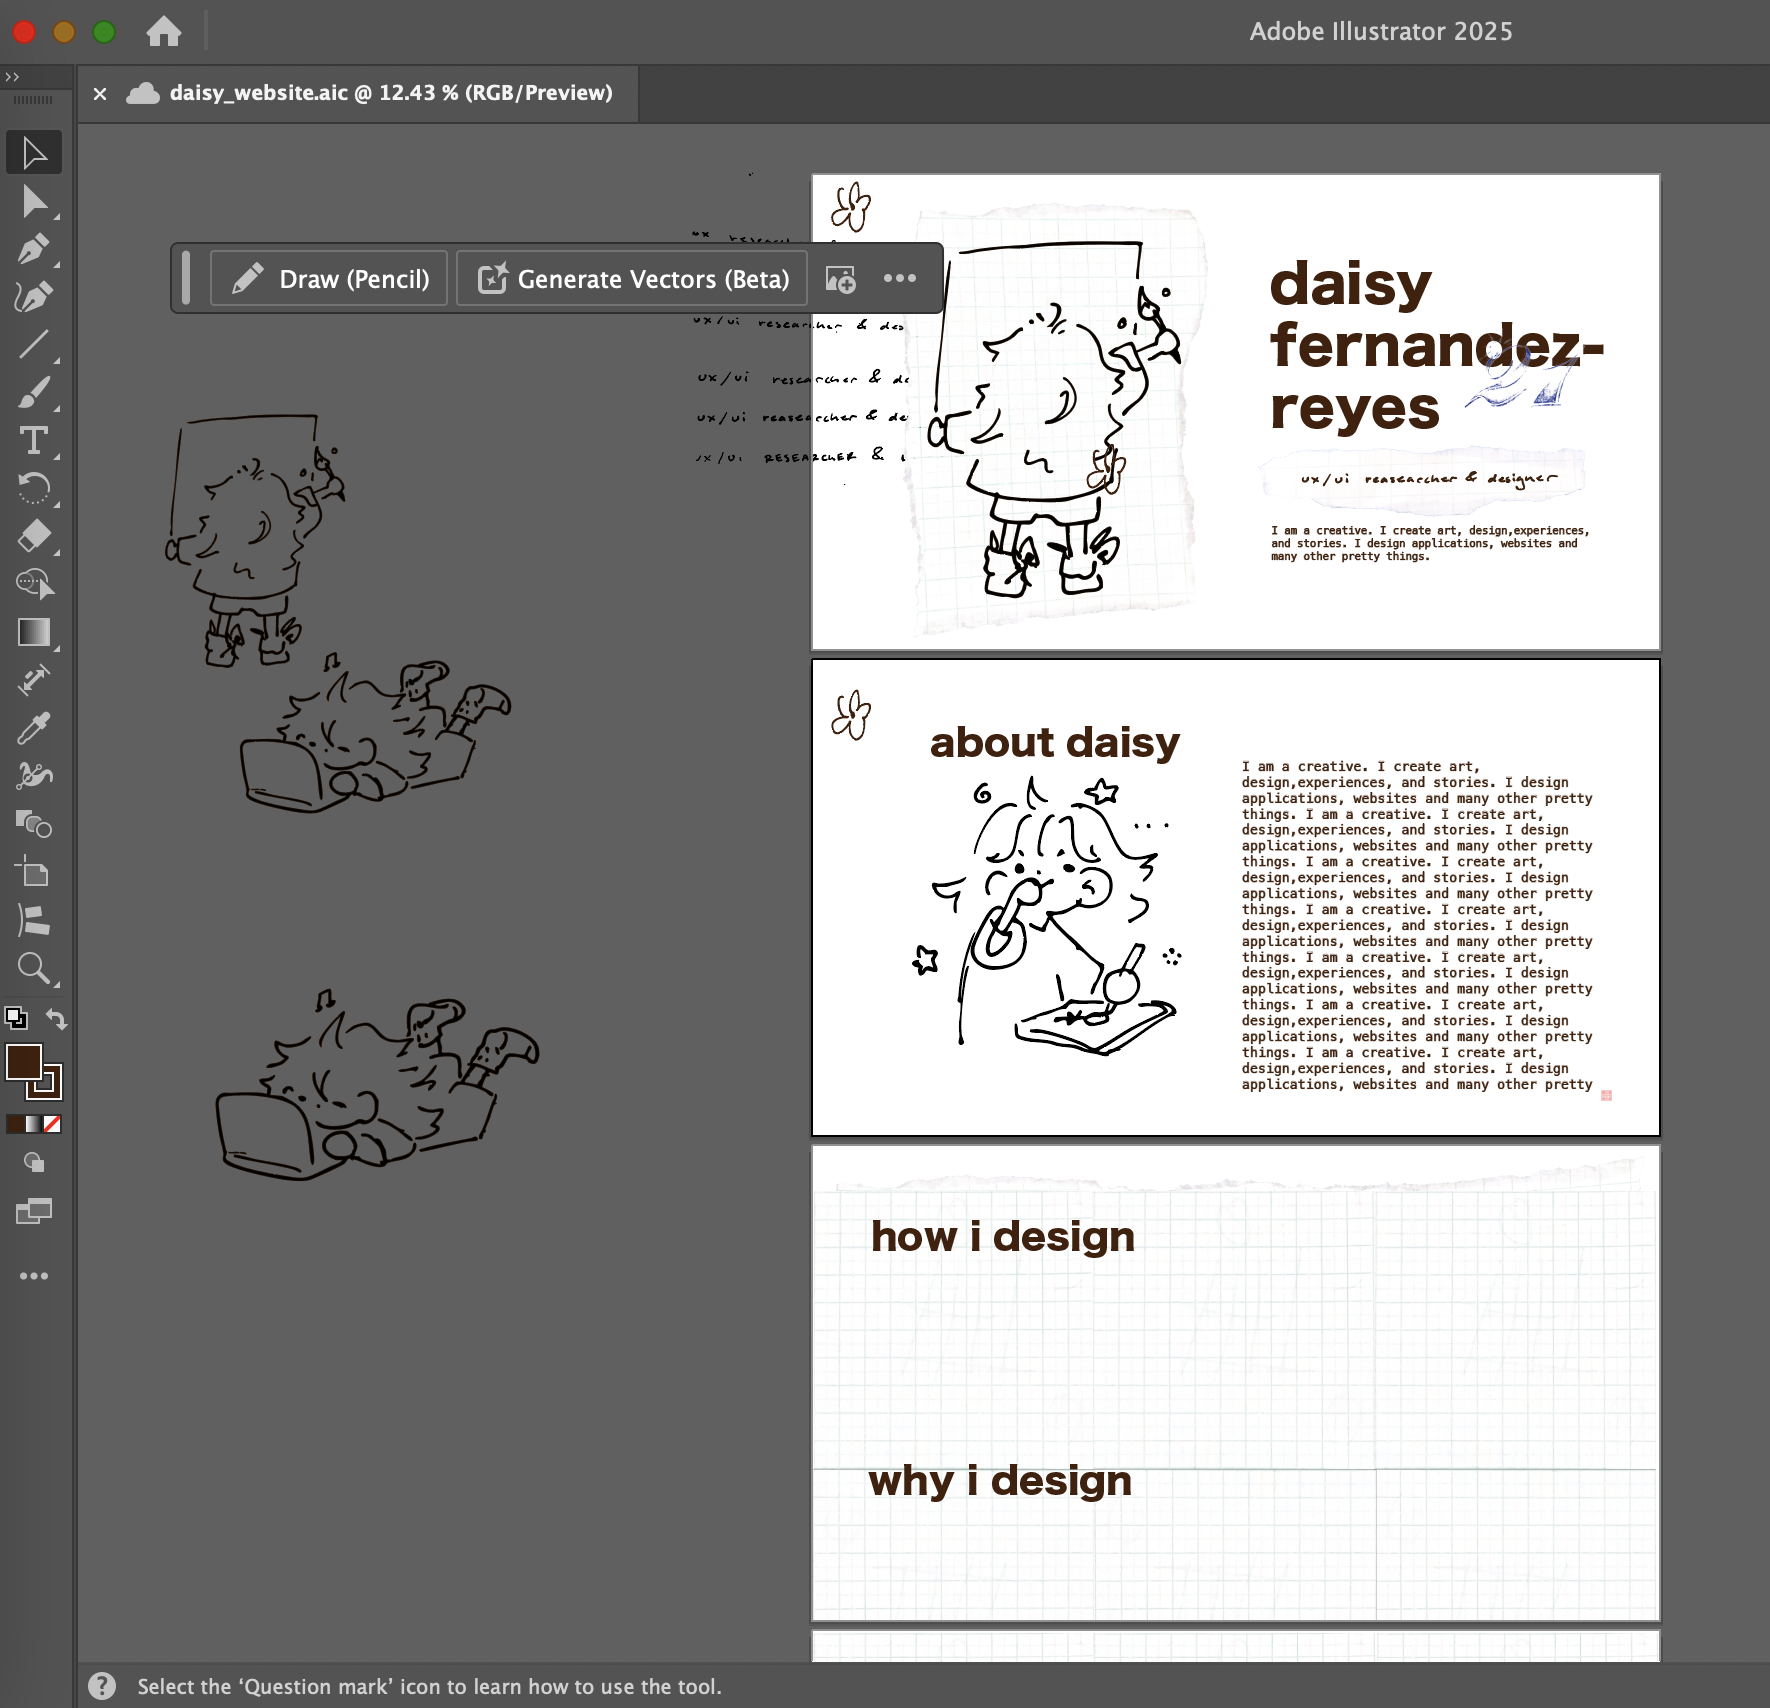 Adobe Illustrator 2025
daisy_website.aic @ 12.43 % (RGB/Preview)
Draw (Pencil)
Generate Vectors (Beta)
ux/ui researcher & des
ux/ui researcher &
ux/ui reasearcher & de
ux/ui RESEARCHER &
daisy
fernandez-
reyes
21
ux/ui reasearcher & designer
I am a creative. I create art, design,experiences,
and stories. I design applications, websites and
many other pretty things.
about daisy
I am a creative. I create art,
design,experiences, and stories. I design
applications, websites and many other pretty
things. I am a creative. I create art,
design,experiences, and stories. I design
applications, websites and many other pretty
things. I am a creative. I create art,
design,experiences, and stories. I design
applications, websites and many other pretty
things. I am a creative. I create art,
design,experiences, and stories. I design
applications, websites and many other pretty
things. I am a creative. I create art,
design,experiences, and stories. I design
applications, websites and many other pretty
things. I am a creative. I create art,
design,experiences, and stories. I design
applications, websites and many other pretty
things. I am a creative. I create art,
design,experiences, and stories. I design
applications, websites and many other pretty
how i design
why i design
Select the ‘Question mark’ icon to learn how to use the tool.